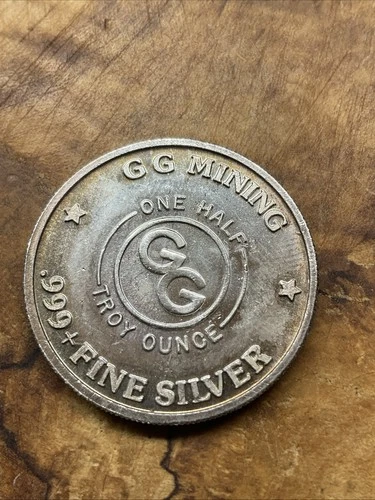 GG MINING
ONE HALF
GG
TROY OUNCE
.999+ FINE SILVER